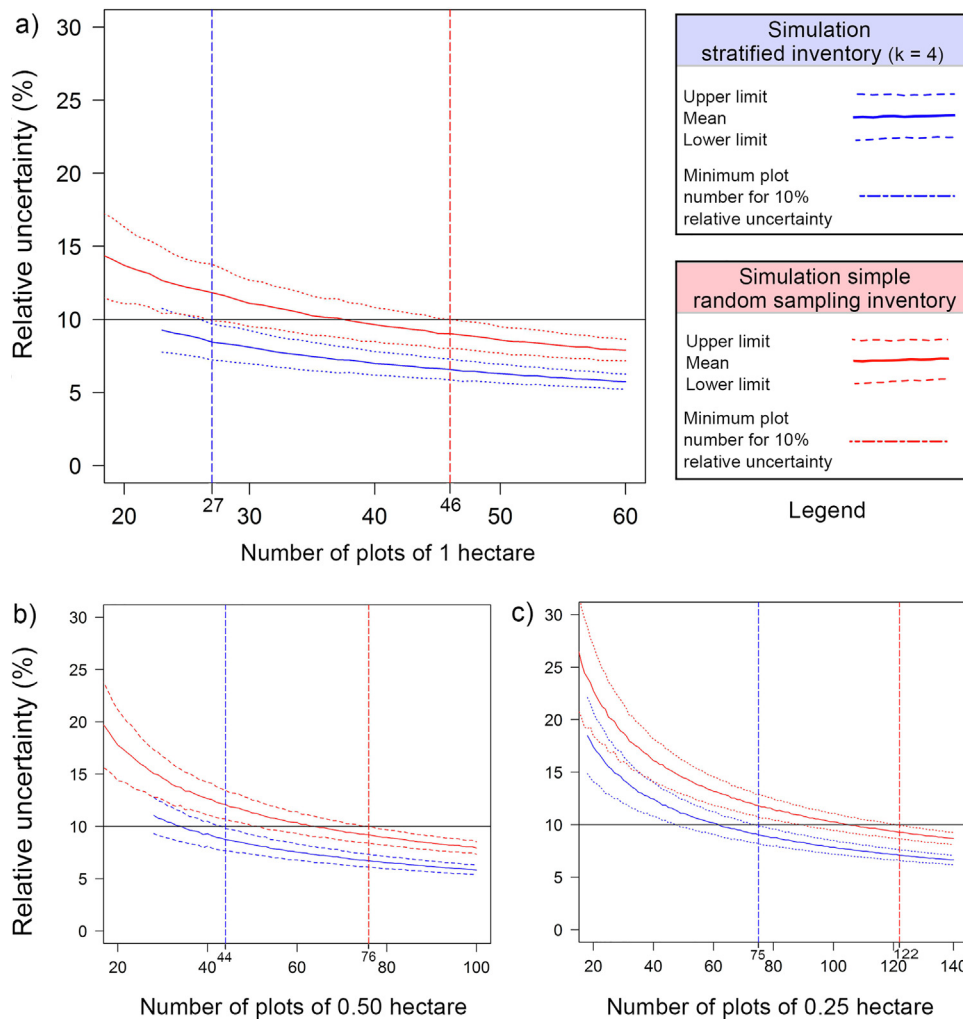 a)
Relative uncertainty (%)
30
25
20
15
10
5
0
20
27
30
40
46
50
60
Number of plots of 1 hectare
Simulation
stratified inventory (k = 4)
Upper limit
Mean
Lower limit
Minimum plot
number for 10%
relative uncertainty
Simulation simple
random sampling inventory
Upper limit
Mean
Lower limit
Minimum plot
number for 10%
relative uncertainty
Legend
b)
Relative uncertainty (%)
30
25
20
15
10
5
0
20
40
44
60
76
80
100
Number of plots of 0.50 hectare
c)
30
25
20
15
10
5
0
20
40
60
75
80
100
120
122
140
Number of plots of 0.25 hectare